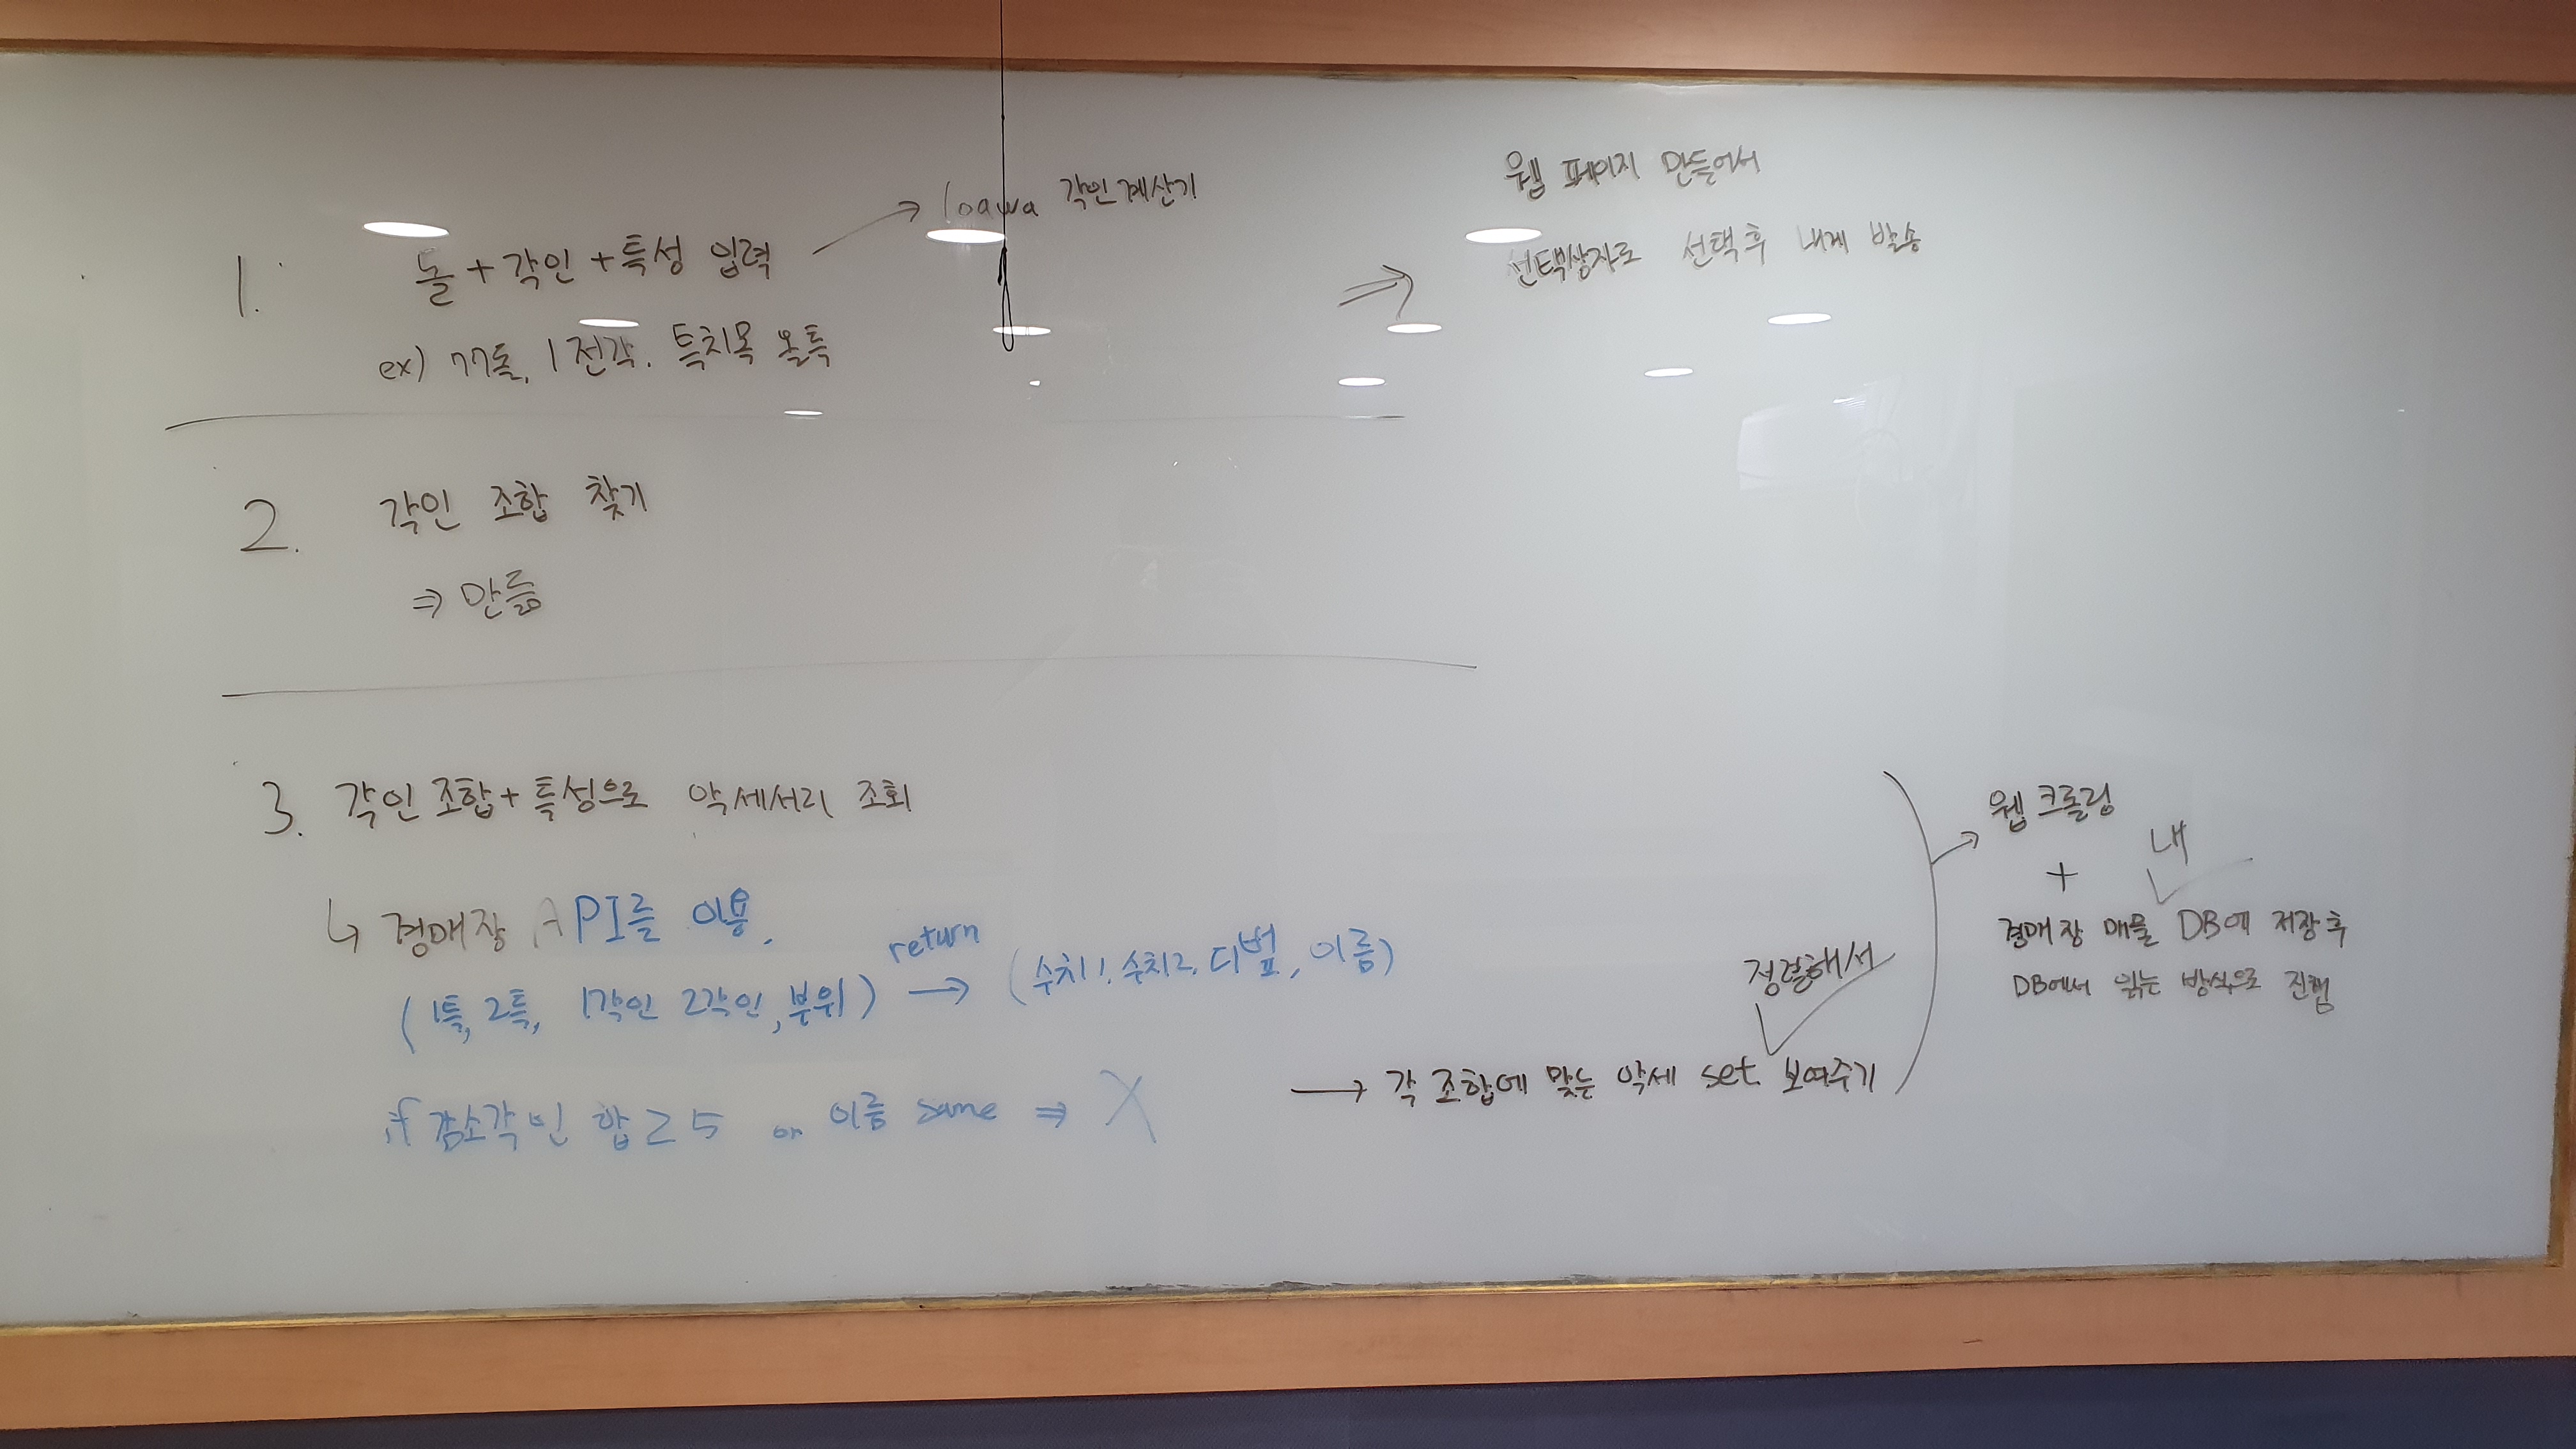 1. 돌 + 각인 + 특성 입력 → loawa 각인계산기
ex) 77돌, 1전각. 특치목 올특
⇒ 웹 페이지 만들어서
선택상자로 선택후 내게 발송
2. 각인 조합 찾기
⇒ 만듦
3. 각인 조합 + 특성으로 악세서리 조회
↳ 경매장 API를 이용,
(1특, 2특, 1각인 2각인, 부위) return → (수치1, 수치2, 디벞, 이름)
if 감소각인 합 ≥ 5 or 이름 same ⇒ X
정렬해서
→ 각 조합에 맞는 악세 set 보여주기
→ 웹 크롤링
+
내
경매장 매물 DB에 저장 후
DB에서 읽는 방식으로 진행